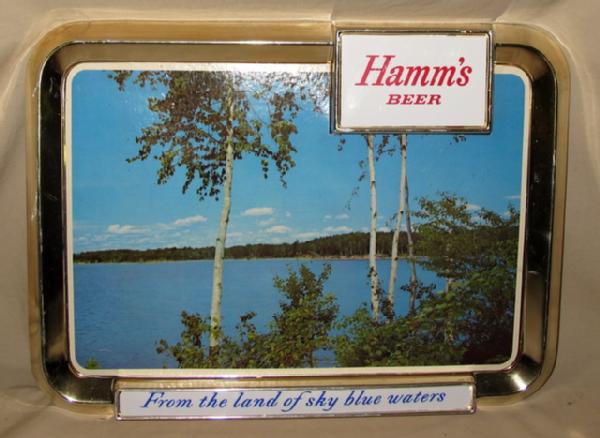 Hamm's
BEER
From the land of sky blue waters